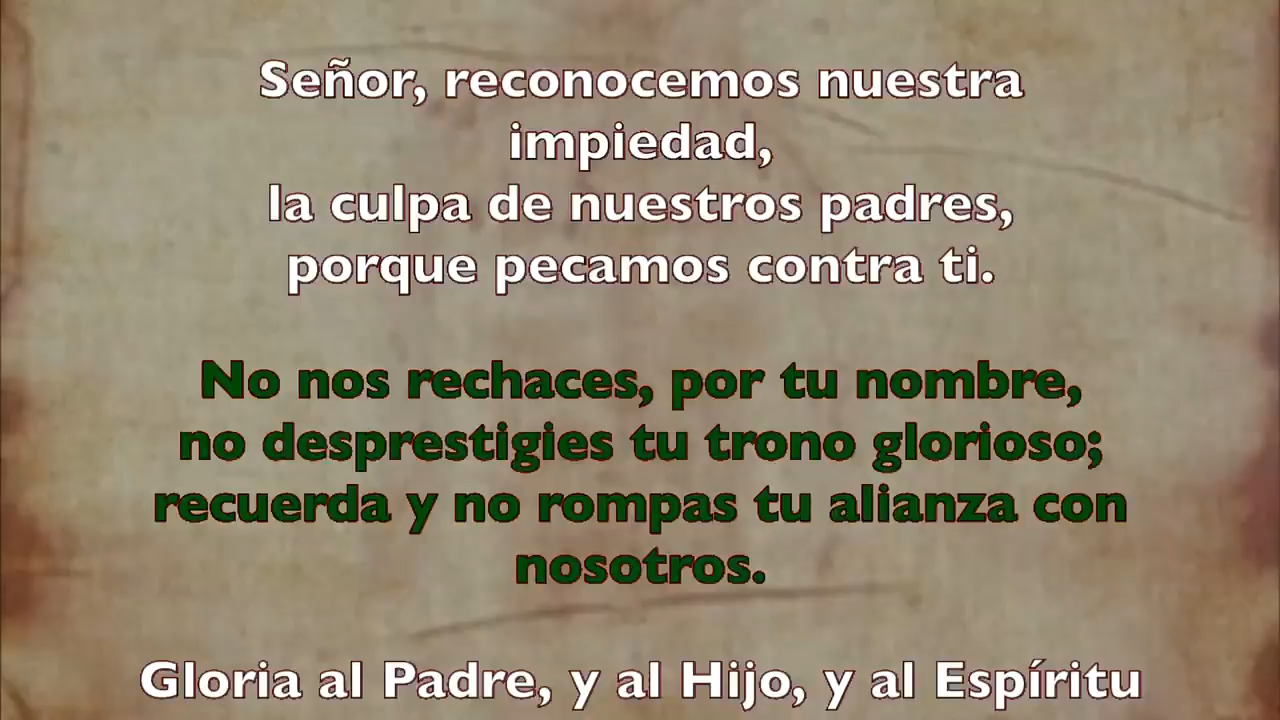 Señor, reconocemos nuestra
impiedad,
la culpa de nuestros padres,
porque pecamos contra ti.
No nos rechaces, por tu nombre,
no desprestigies tu trono glorioso;
recuerda y no rompas tu alianza con
nosotros.
Gloria al Padre, y al Hijo, y al Espíritu